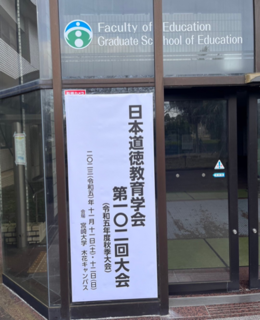 Faculty of Education
Graduate School of Education
日本道徳教育学会
第一〇二回大会
(令和五年度秋季大会)
二〇二三(令和五)年 十一月 十一日(土)・十二日(日)
会場 宮崎大学 木花キャンパス